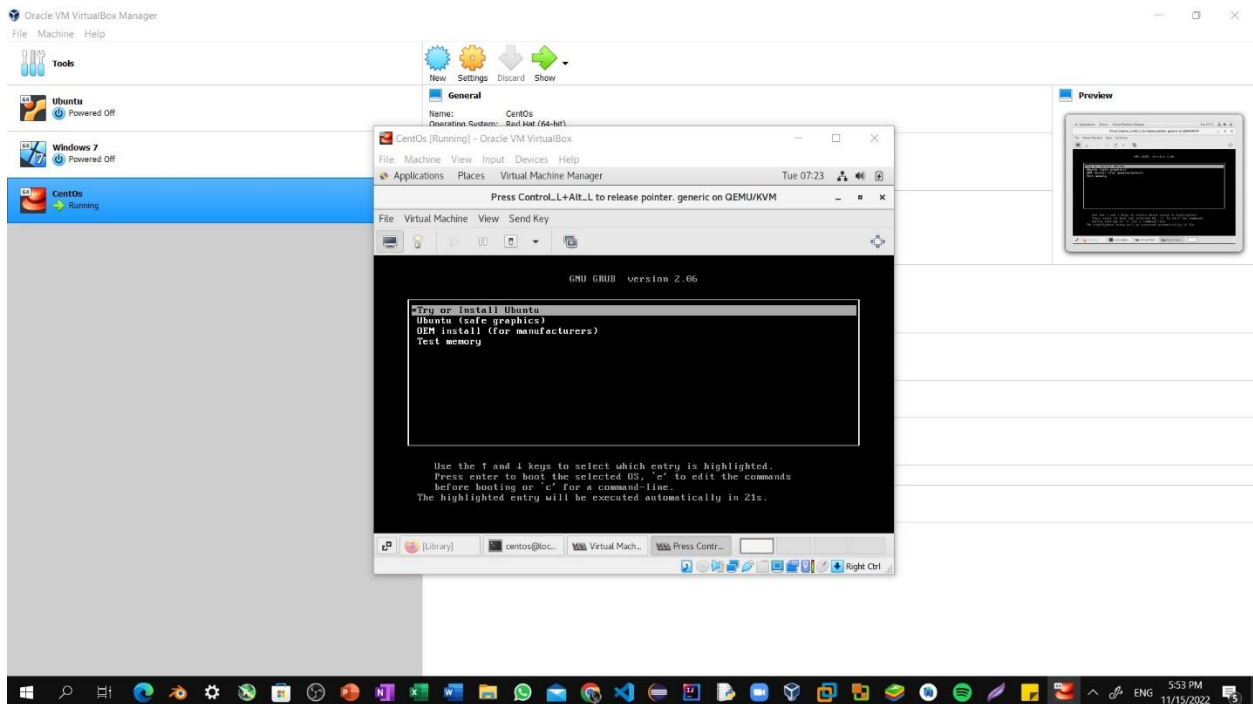 Oracle VM VirtualBox Manager
File Machine Help
Tools
New Settings Discard Show
Ubuntu
Powered Off
Windows 7
Powered Off
CentOs
Running
General
Name: CentOs
Operating System: Red Hat (64-bit)
Preview
CentOs [Running] - Oracle VM VirtualBox
File Machine View Input Devices Help
Applications Places Virtual Machine Manager Tue 07:23
Press Control_L+Alt_L to release pointer. generic on QEMU/KVM
File Virtual Machine View Send Key
GNU GRUB version 2.06
*Try or Install Ubuntu
Ubuntu (safe graphics)
OEM install (for manufacturers)
Test memory
Use the ↑ and ↓ keys to select which entry is highlighted.
Press enter to boot the selected OS, `e' to edit the commands
before booting or `c' for a command-line.
The highlighted entry will be executed automatically in 21s.
[Library] centos@loc... Virtual Mach... Press Contr...
Right Ctrl
ENG 5:53 PM
11/15/2022